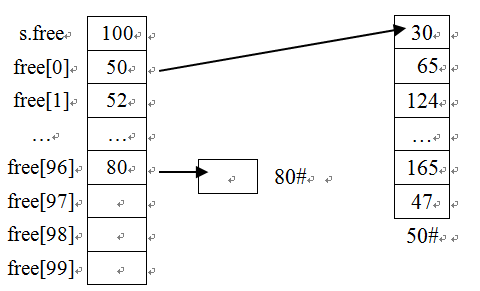 s.free 100 30
free[0] 50 65
free[1] 52 124
… … …
free[96] 80 80# 165
free[97] 47
free[98] 50#
free[99]